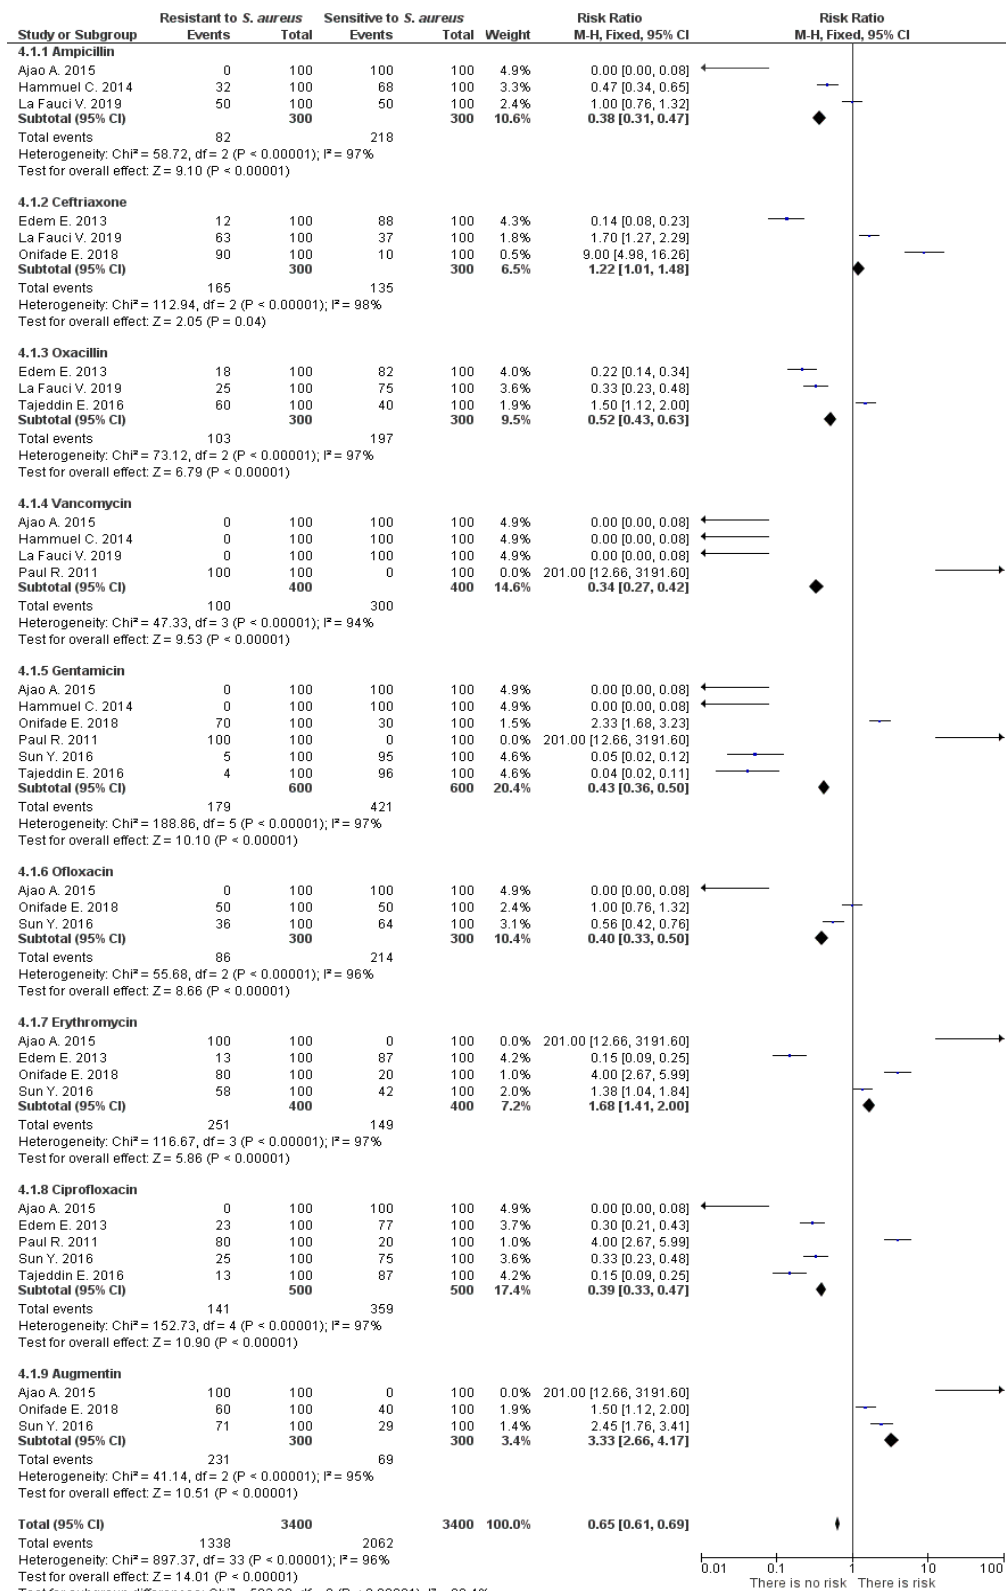 Resistant to S. aureus Sensitive to S. aureus Risk Ratio Risk Ratio
Study or Subgroup Events Total Events Total Weight M-H, Fixed, 95% CI M-H, Fixed, 95% CI
4.1.1 Ampicillin
Ajao A. 2015 0 100 100 100 4.9% 0.00 [0.00, 0.08]
Hammuel C. 2014 32 100 68 100 3.3% 0.47 [0.34, 0.65]
La Fauci V. 2019 50 100 50 100 2.4% 1.00 [0.76, 1.32]
Subtotal (95% CI) 300 300 10.6% 0.38 [0.31, 0.47]
Total events 82 218
Heterogeneity: Chi² = 58.72, df = 2 (P < 0.00001); I² = 97%
Test for overall effect: Z = 9.10 (P < 0.00001)
4.1.2 Ceftriaxone
Edem E. 2013 12 100 88 100 4.3% 0.14 [0.08, 0.23]
La Fauci V. 2019 63 100 37 100 1.8% 1.70 [1.27, 2.29]
Onifade E. 2018 90 100 10 100 0.5% 9.00 [4.98, 16.26]
Subtotal (95% CI) 300 300 6.5% 1.22 [1.01, 1.48]
Total events 165 135
Heterogeneity: Chi² = 112.94, df = 2 (P < 0.00001); I² = 98%
Test for overall effect: Z = 2.05 (P = 0.04)
4.1.3 Oxacillin
Edem E. 2013 18 100 82 100 4.0% 0.22 [0.14, 0.34]
La Fauci V. 2019 25 100 75 100 3.6% 0.33 [0.23, 0.48]
Tajeddin E. 2016 60 100 40 100 1.9% 1.50 [1.12, 2.00]
Subtotal (95% CI) 300 300 9.5% 0.52 [0.43, 0.63]
Total events 103 197
Heterogeneity: Chi² = 73.12, df = 2 (P < 0.00001); I² = 97%
Test for overall effect: Z = 6.79 (P < 0.00001)
4.1.4 Vancomycin
Ajao A. 2015 0 100 100 100 4.9% 0.00 [0.00, 0.08]
Hammuel C. 2014 0 100 100 100 4.9% 0.00 [0.00, 0.08]
La Fauci V. 2019 0 100 100 100 4.9% 0.00 [0.00, 0.08]
Paul R. 2011 100 100 0 100 0.0% 201.00 [12.66, 3191.60]
Subtotal (95% CI) 400 400 14.6% 0.34 [0.27, 0.42]
Total events 100 300
Heterogeneity: Chi² = 47.33, df = 3 (P < 0.00001); I² = 94%
Test for overall effect: Z = 9.53 (P < 0.00001)
4.1.5 Gentamicin
Ajao A. 2015 0 100 100 100 4.9% 0.00 [0.00, 0.08]
Hammuel C. 2014 0 100 100 100 4.9% 0.00 [0.00, 0.08]
Onifade E. 2018 70 100 30 100 1.5% 2.33 [1.68, 3.23]
Paul R. 2011 100 100 0 100 0.0% 201.00 [12.66, 3191.60]
Sun Y. 2016 5 100 95 100 4.6% 0.05 [0.02, 0.12]
Tajeddin E. 2016 4 100 96 100 4.6% 0.04 [0.02, 0.11]
Subtotal (95% CI) 600 600 20.4% 0.43 [0.36, 0.50]
Total events 179 421
Heterogeneity: Chi² = 188.86, df = 5 (P < 0.00001); I² = 97%
Test for overall effect: Z = 10.10 (P < 0.00001)
4.1.6 Ofloxacin
Ajao A. 2015 0 100 100 100 4.9% 0.00 [0.00, 0.08]
Onifade E. 2018 50 100 50 100 2.4% 1.00 [0.76, 1.32]
Sun Y. 2016 36 100 64 100 3.1% 0.56 [0.42, 0.76]
Subtotal (95% CI) 300 300 10.4% 0.40 [0.33, 0.50]
Total events 86 214
Heterogeneity: Chi² = 55.68, df = 2 (P < 0.00001); I² = 96%
Test for overall effect: Z = 8.66 (P < 0.00001)
4.1.7 Erythromycin
Ajao A. 2015 100 100 0 100 0.0% 201.00 [12.66, 3191.60]
Edem E. 2013 13 100 87 100 4.2% 0.15 [0.09, 0.25]
Onifade E. 2018 80 100 20 100 1.0% 4.00 [2.67, 5.99]
Sun Y. 2016 58 100 42 100 2.0% 1.38 [1.04, 1.84]
Subtotal (95% CI) 400 400 7.2% 1.68 [1.41, 2.00]
Total events 251 149
Heterogeneity: Chi² = 116.67, df = 3 (P < 0.00001); I² = 97%
Test for overall effect: Z = 5.86 (P < 0.00001)
4.1.8 Ciprofloxacin
Ajao A. 2015 0 100 100 100 4.9% 0.00 [0.00, 0.08]
Edem E. 2013 23 100 77 100 3.7% 0.30 [0.21, 0.43]
Paul R. 2011 80 100 20 100 1.0% 4.00 [2.67, 5.99]
Sun Y. 2016 25 100 75 100 3.6% 0.33 [0.23, 0.48]
Tajeddin E. 2016 13 100 87 100 4.2% 0.15 [0.09, 0.25]
Subtotal (95% CI) 500 500 17.4% 0.39 [0.33, 0.47]
Total events 141 359
Heterogeneity: Chi² = 152.73, df = 4 (P < 0.00001); I² = 97%
Test for overall effect: Z = 10.90 (P < 0.00001)
4.1.9 Augmentin
Ajao A. 2015 100 100 0 100 0.0% 201.00 [12.66, 3191.60]
Onifade E. 2018 60 100 40 100 1.9% 1.50 [1.12, 2.00]
Sun Y. 2016 71 100 29 100 1.4% 2.45 [1.76, 3.41]
Subtotal (95% CI) 300 300 3.4% 3.33 [2.66, 4.17]
Total events 231 69
Heterogeneity: Chi² = 41.14, df = 2 (P < 0.00001); I² = 95%
Test for overall effect: Z = 10.51 (P < 0.00001)
Total (95% CI) 3400 3400 100.0% 0.65 [0.61, 0.69]
Total events 1338 2062
Heterogeneity: Chi² = 897.37, df = 33 (P < 0.00001); I² = 96%
Test for overall effect: Z = 14.01 (P < 0.00001)
0.01 0.1 1 10 100
There is no risk There is risk